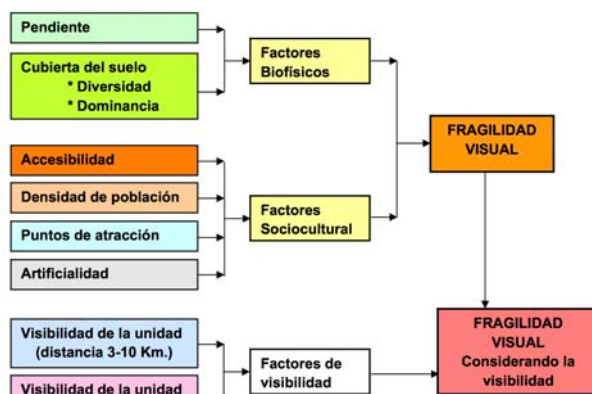 Pendiente
Cubierta del suelo
* Diversidad
* Dominancia
Factores
Biofísicos
FRAGILIDAD
VISUAL
Accesibilidad
Densidad de población
Puntos de atracción
Artificialidad
Factores
Sociocultural
Visibilidad de la unidad
(distancia 3-10 Km.)
Visibilidad de la unidad
Factores de
visibilidad
FRAGILIDAD
VISUAL
Considerando la
visibilidad